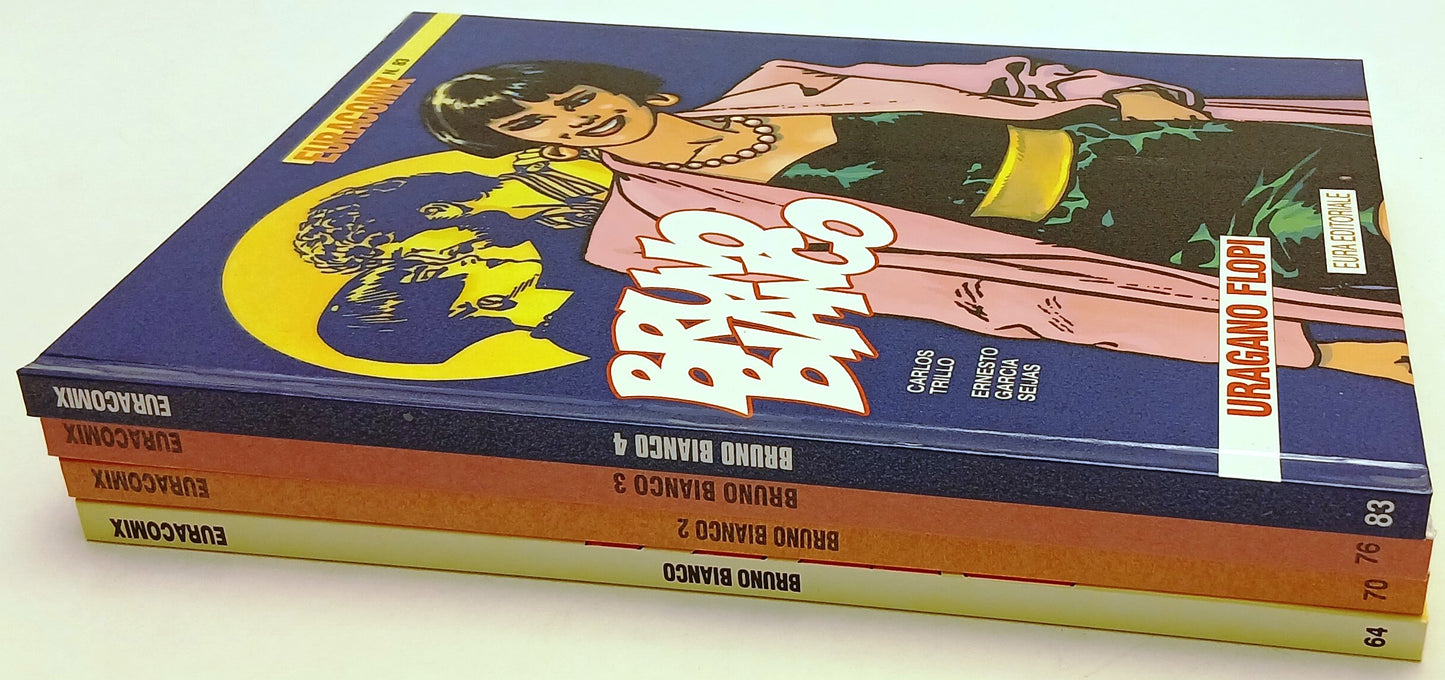 EURACOMIX N. 83
BRUNO
BIANCO
CARLOS
TRILLO
ERNESTO
GARCIA
SEIJAS
URAGANO FLOPI
EURA EDITORIALE
EURACOMIX BRUNO BIANCO 4 83
EURACOMIX BRUNO BIANCO 3 76
EURACOMIX BRUNO BIANCO 2 70
EURACOMIX BRUNO BIANCO 64